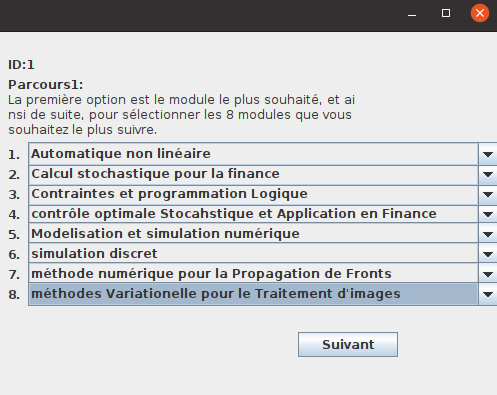 ID:1
Parcours1:
La première option est le module le plus souhaité, et ai
nsi de suite, pour sélectionner les 8 modules que vous
souhaitez le plus suivre.
1. Automatique non linéaire
2. Calcul stochastique pour la finance
3. Contraintes et programmation Logique
4. contrôle optimale Stocahstique et Application en Finance
5. Modelisation et simulation numérique
6. simulation discret
7. méthode numérique pour la Propagation de Fronts
8. méthodes Variationelle pour le Traitement d'images
Suivant